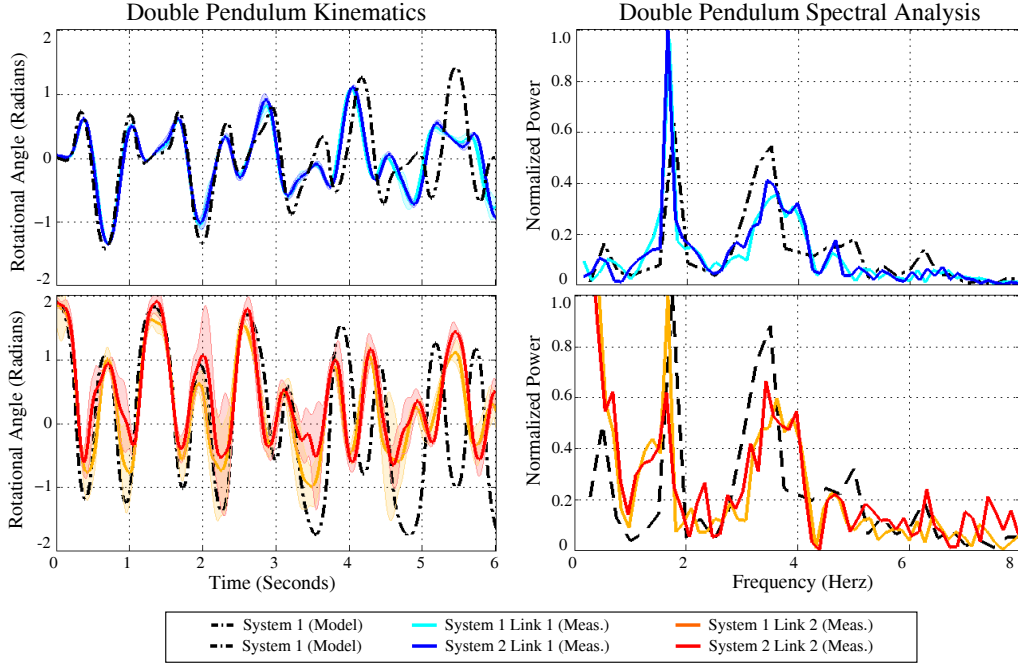 Double Pendulum Kinematics
Double Pendulum Spectral Analysis
Rotational Angle (Radians)
2
1
0
-1
-2
Normalized Power
1.0
0.8
0.6
0.4
0.2
0
Rotational Angle (Radians)
2
1
0
-1
-2
0
1
2
3
4
5
6
Time (Seconds)
Normalized Power
1.0
0.8
0.6
0.4
0.2
0
0
2
4
6
8
Frequency (Herz)
System 1 (Model)
System 1 Link 1 (Meas.)
System 1 Link 2 (Meas.)
System 1 (Model)
System 2 Link 1 (Meas.)
System 2 Link 2 (Meas.)